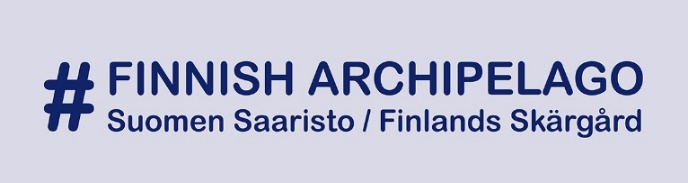 # FINNISH ARCHIPELAGO
Suomen Saaristo / Finlands Skärgård